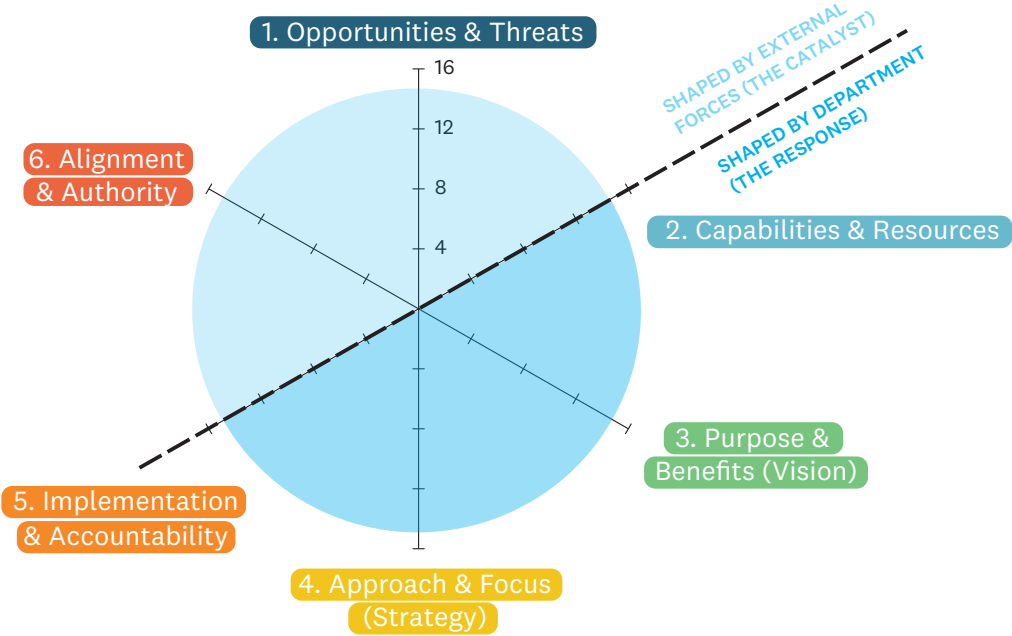 1. Opportunities & Threats
16
12
8
4
SHAPED BY EXTERNAL
FORCES (THE CATALYST)
SHAPED BY DEPARTMENT
(THE RESPONSE)
6. Alignment
& Authority
2. Capabilities & Resources
3. Purpose &
Benefits (Vision)
5. Implementation
& Accountability
4. Approach & Focus
(Strategy)